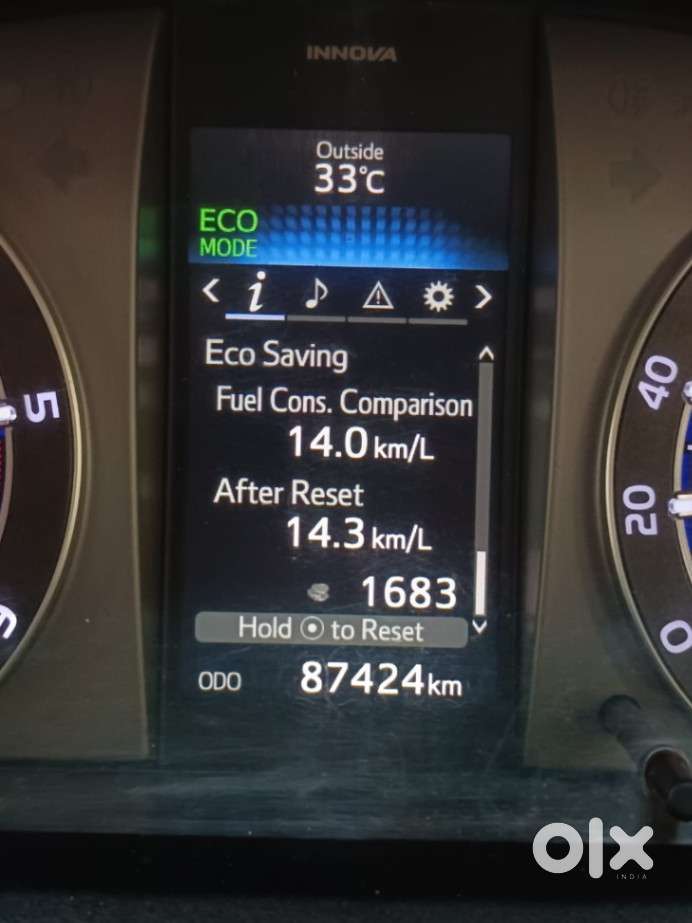 INNOVA
Outside
33°C
ECO
MODE
< i >
Eco Saving
Fuel Cons. Comparison
14.0 km/L
After Reset
14.3 km/L
1683
Hold ⊙ to Reset
ODO 87424 km
5
40
20
0
olx
INDIA